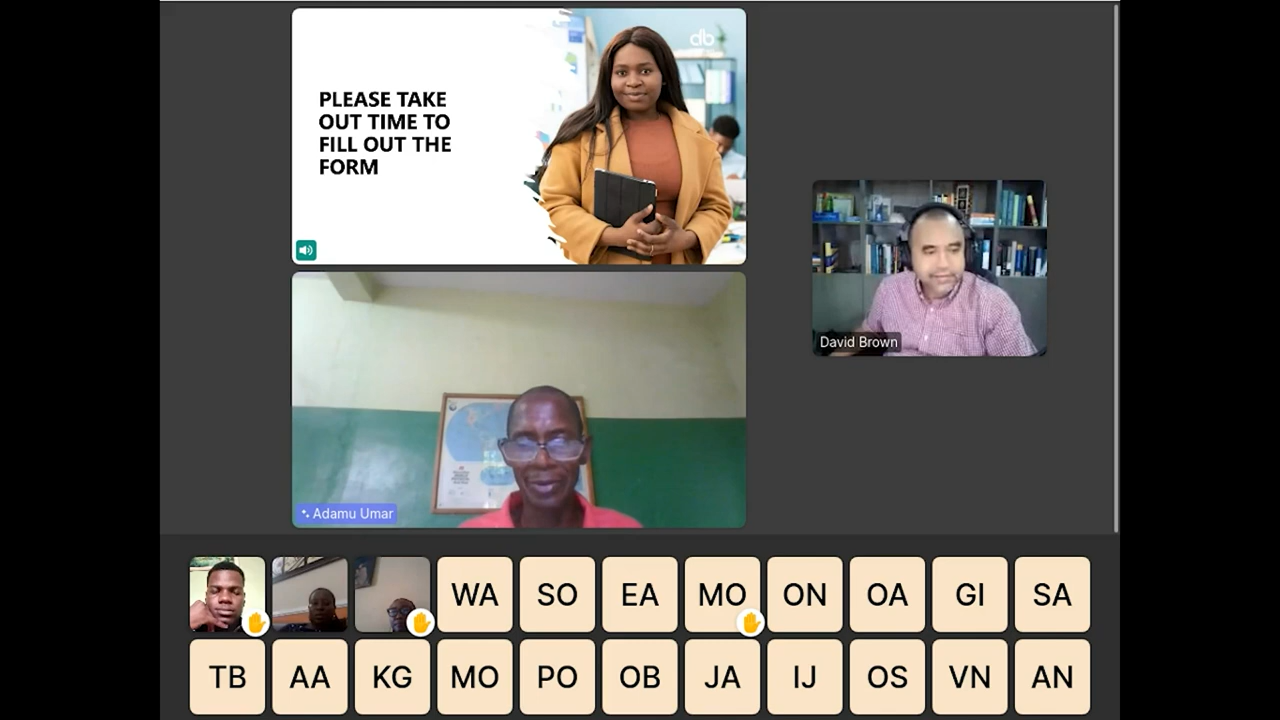 db
PLEASE TAKE
OUT TIME TO
FILL OUT THE
FORM
David Brown
Adamu Umar
WA SO EA MO ON OA GI SA
TB AA KG MO PO OB JA IJ OS VN AN